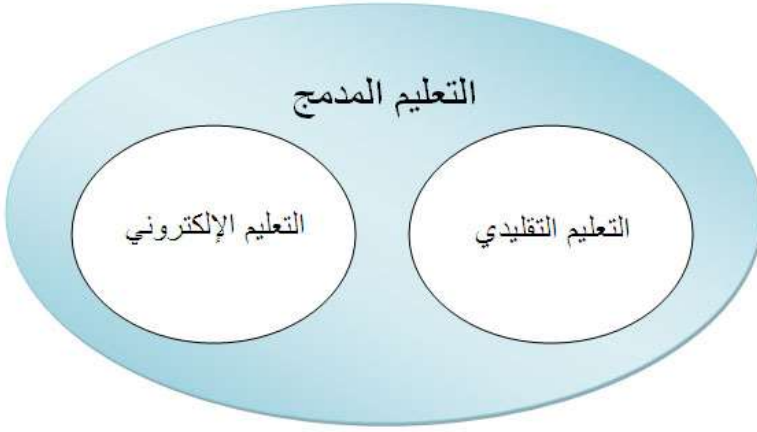 التعليم المدمج
التعليم التقليدي
التعليم الإلكتروني